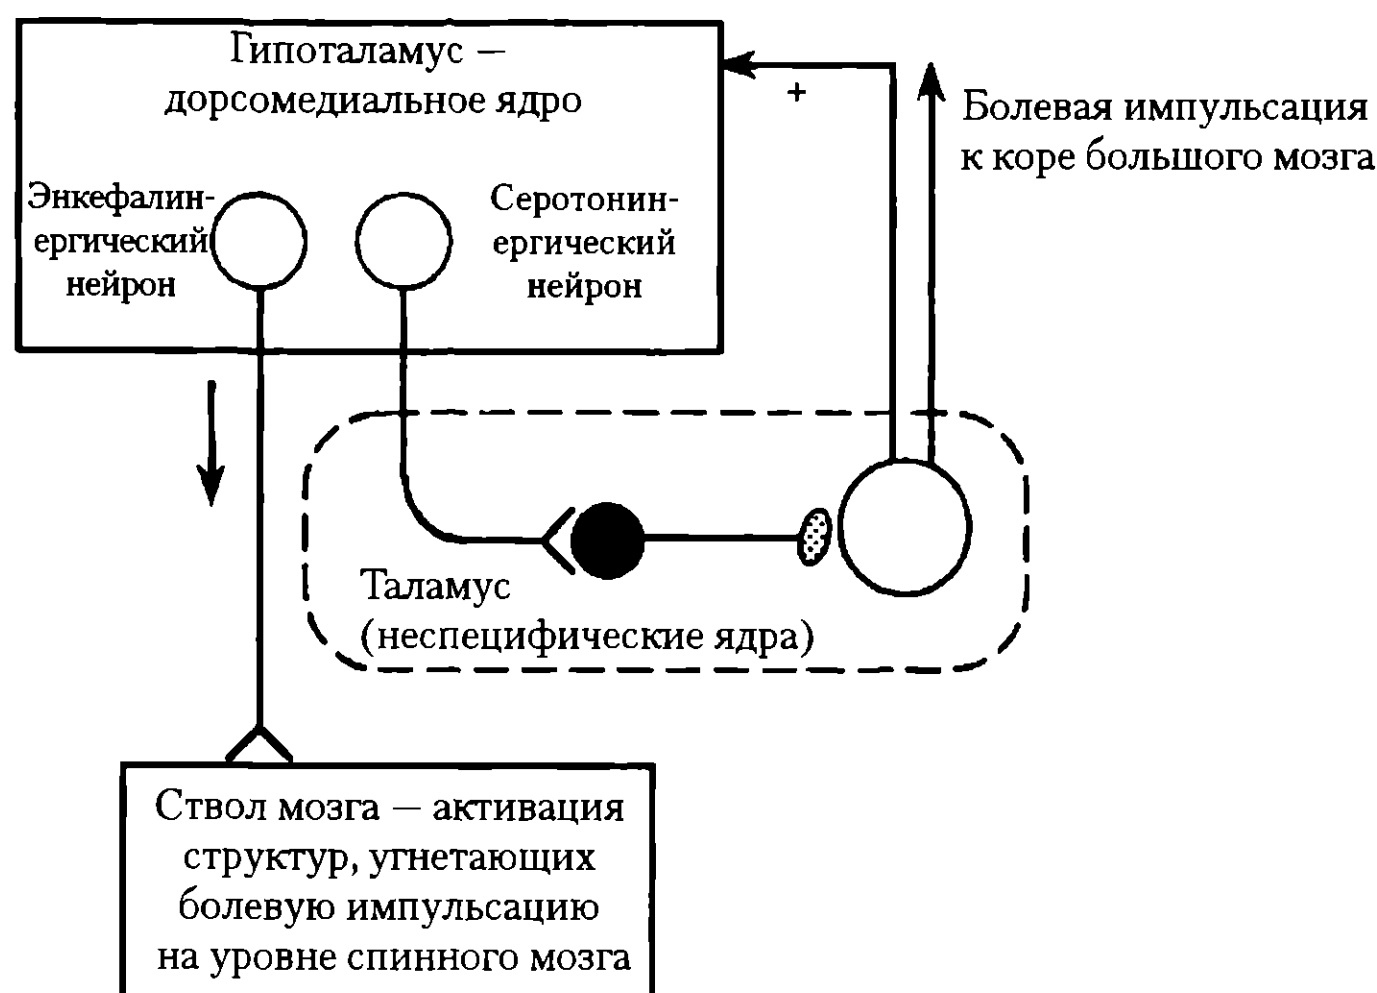 Гипоталамус —
дорсомедиальное ядро
+
Болевая импульсация
к коре большого мозга
Энкефалин-
ергический
нейрон
Серотонин-
ергический
нейрон
Таламус
(неспецифические ядра)
Ствол мозга — активация
структур, угнетающих
болевую импульсацию
на уровне спинного мозга